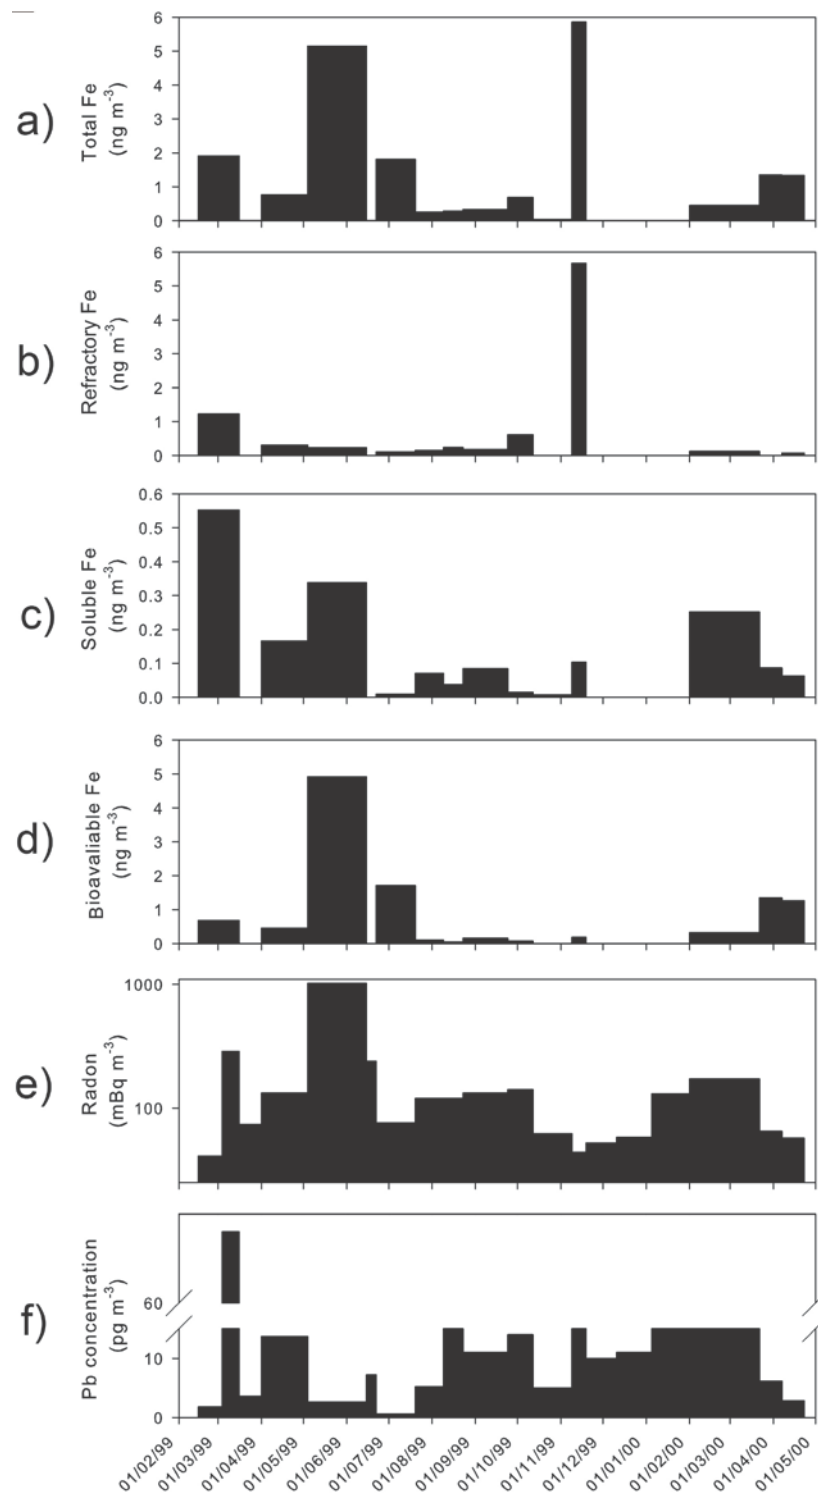 a)
Total Fe
(ng m-3)
6
5
4
3
2
1
0
b)
Refractory Fe
(ng m-3)
6
5
4
3
2
1
0
c)
Soluble Fe
(ng m-3)
0.6
0.5
0.4
0.3
0.2
0.1
0.0
d)
Bioavaliable Fe
(ng m-3)
6
5
4
3
2
1
0
e)
Radon
(mBq m-3)
1000
100
f)
Pb concentration
(pg m-3)
60
10
0
01/02/99
01/03/99
01/04/99
01/05/99
01/06/99
01/07/99
01/08/99
01/09/99
01/10/99
01/11/99
01/12/99
01/01/00
01/02/00
01/03/00
01/04/00
01/05/00